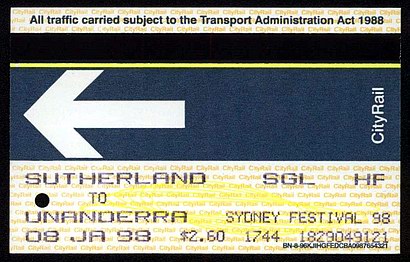 All traffic carried subject to the Transport Administration Act 1988
CityRail
SUTHERLAND SGL HF
TO
UNANDERRA SYDNEY FESTIVAL 98
08 JA 98 $2.60 1744 1829049121
BN-8-96KJIHGFEDCBA0987654321